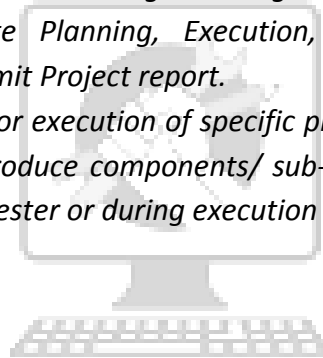 te Planning, Execution,
mit Project report.
or execution of specific p
roduce components/ sub-
ester or during execution